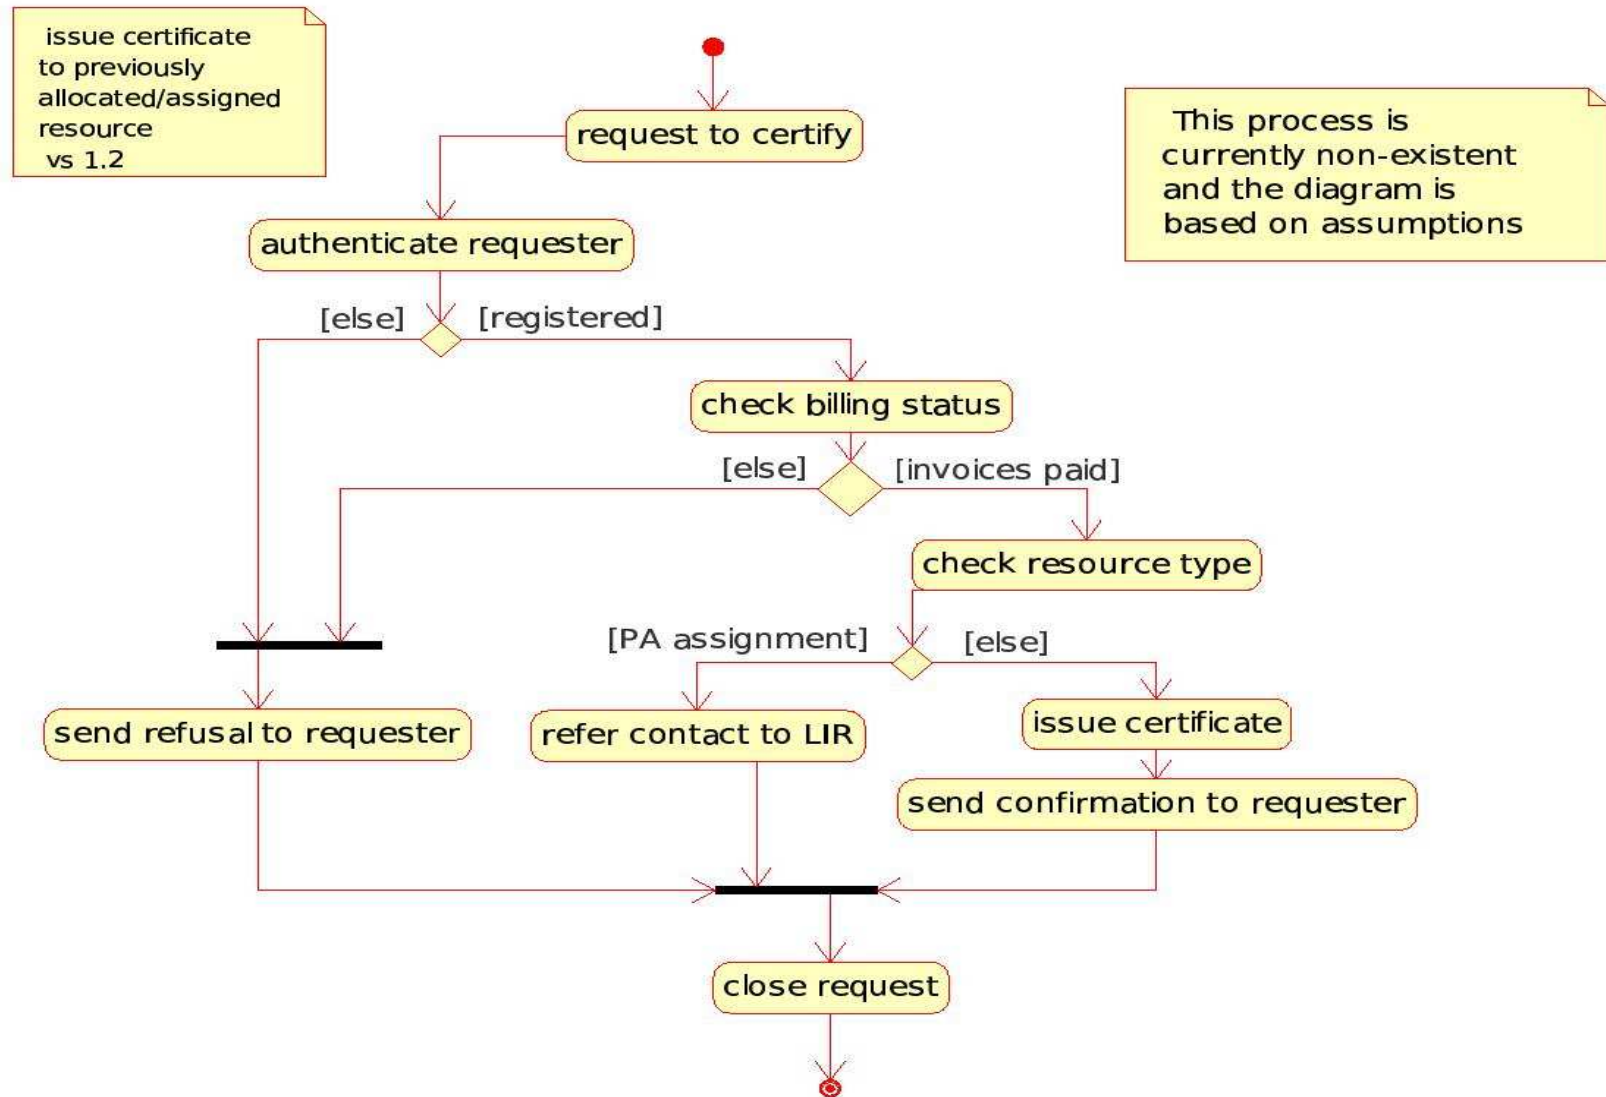 issue certificate
to previously
allocated/assigned
resource
vs 1.2
request to certify
This process is
currently non-existent
and the diagram is
based on assumptions
authenticate requester
[else]
[registered]
check billing status
[else]
[invoices paid]
check resource type
[PA assignment]
[else]
send refusal to requester
refer contact to LIR
issue certificate
send confirmation to requester
close request